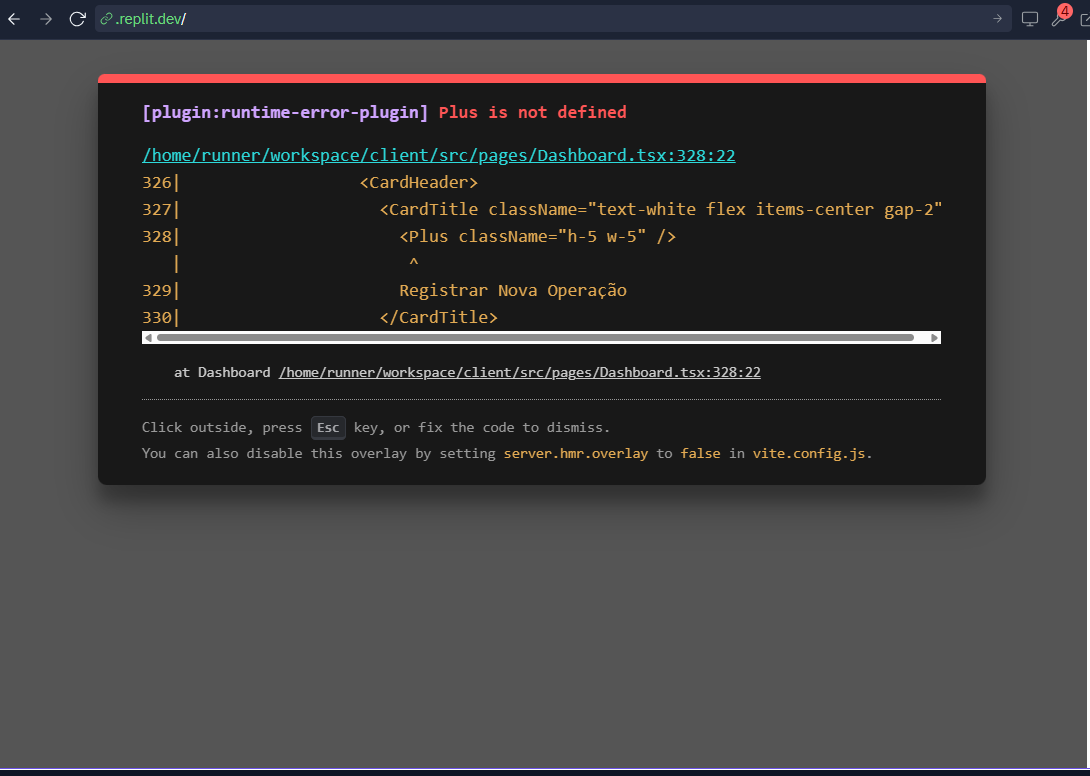 .replit.dev/
4
[plugin:runtime-error-plugin] Plus is not defined
/home/runner/workspace/client/src/pages/Dashboard.tsx:328:22
326|                  <CardHeader>
327|                    <CardTitle className="text-white flex items-center gap-2"
328|                      <Plus className="h-5 w-5" />
   |                       ^
329|                      Registrar Nova Operação
330|                    </CardTitle>
at Dashboard /home/runner/workspace/client/src/pages/Dashboard.tsx:328:22
Click outside, press Esc key, or fix the code to dismiss.
You can also disable this overlay by setting server.hmr.overlay to false in vite.config.js.